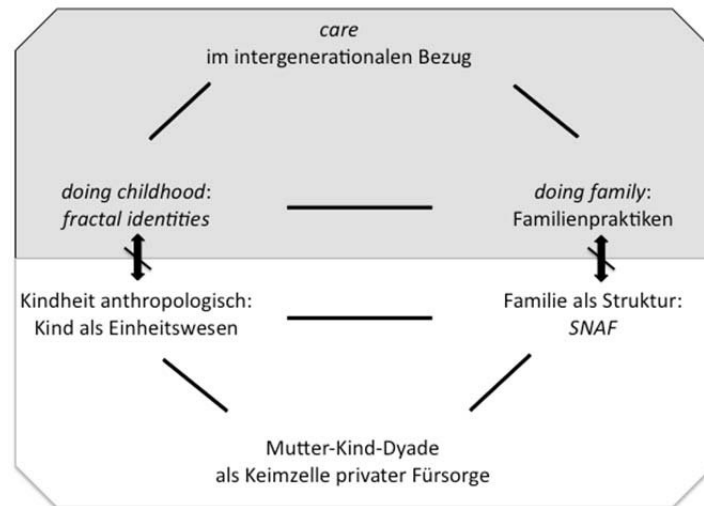 care
im intergenerationalen Bezug
doing childhood:
fractal identities
doing family:
Familienpraktiken
Kindheit anthropologisch:
Kind als Einheitswesen
Familie als Struktur:
SNAF
Mutter-Kind-Dyade
als Keimzelle privater Fürsorge